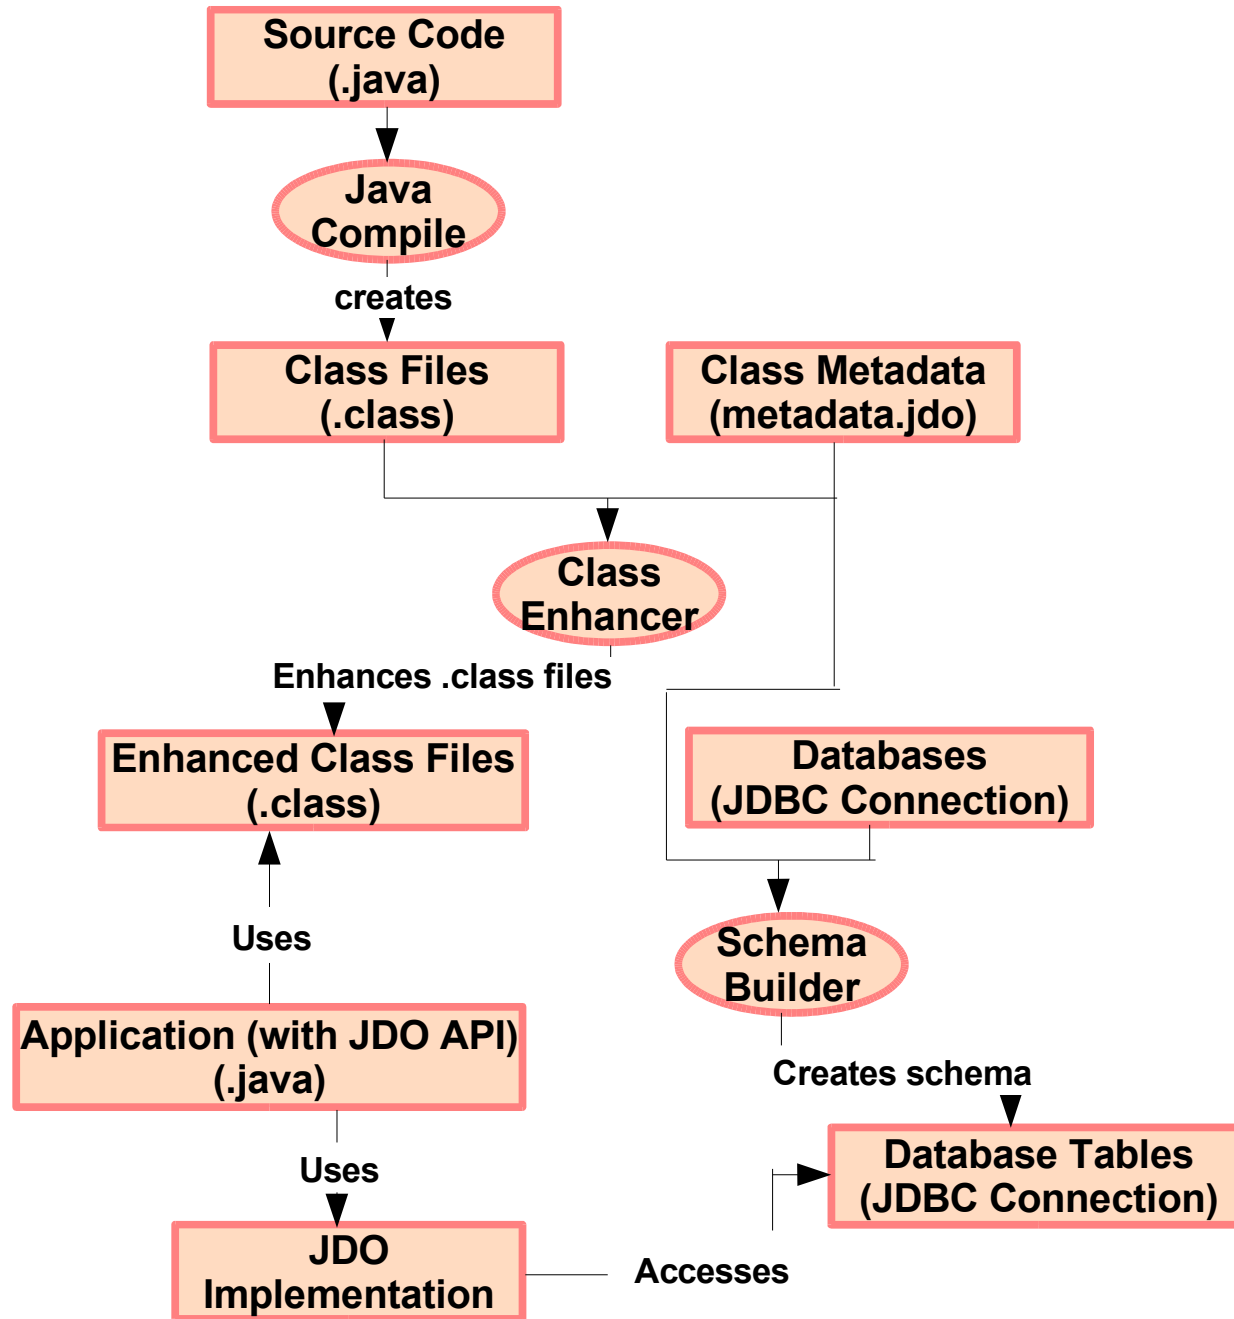 Source Code
(.java)
Java
Compile
creates
Class Files
(.class)
Class Metadata
(metadata.jdo)
Class
Enhancer
Enhances .class files
Enhanced Class Files
(.class)
Databases
(JDBC Connection)
Uses
Schema
Builder
Application (with JDO API)
(.java)
Creates schema
Uses
Database Tables
(JDBC Connection)
JDO
Implementation
Accesses